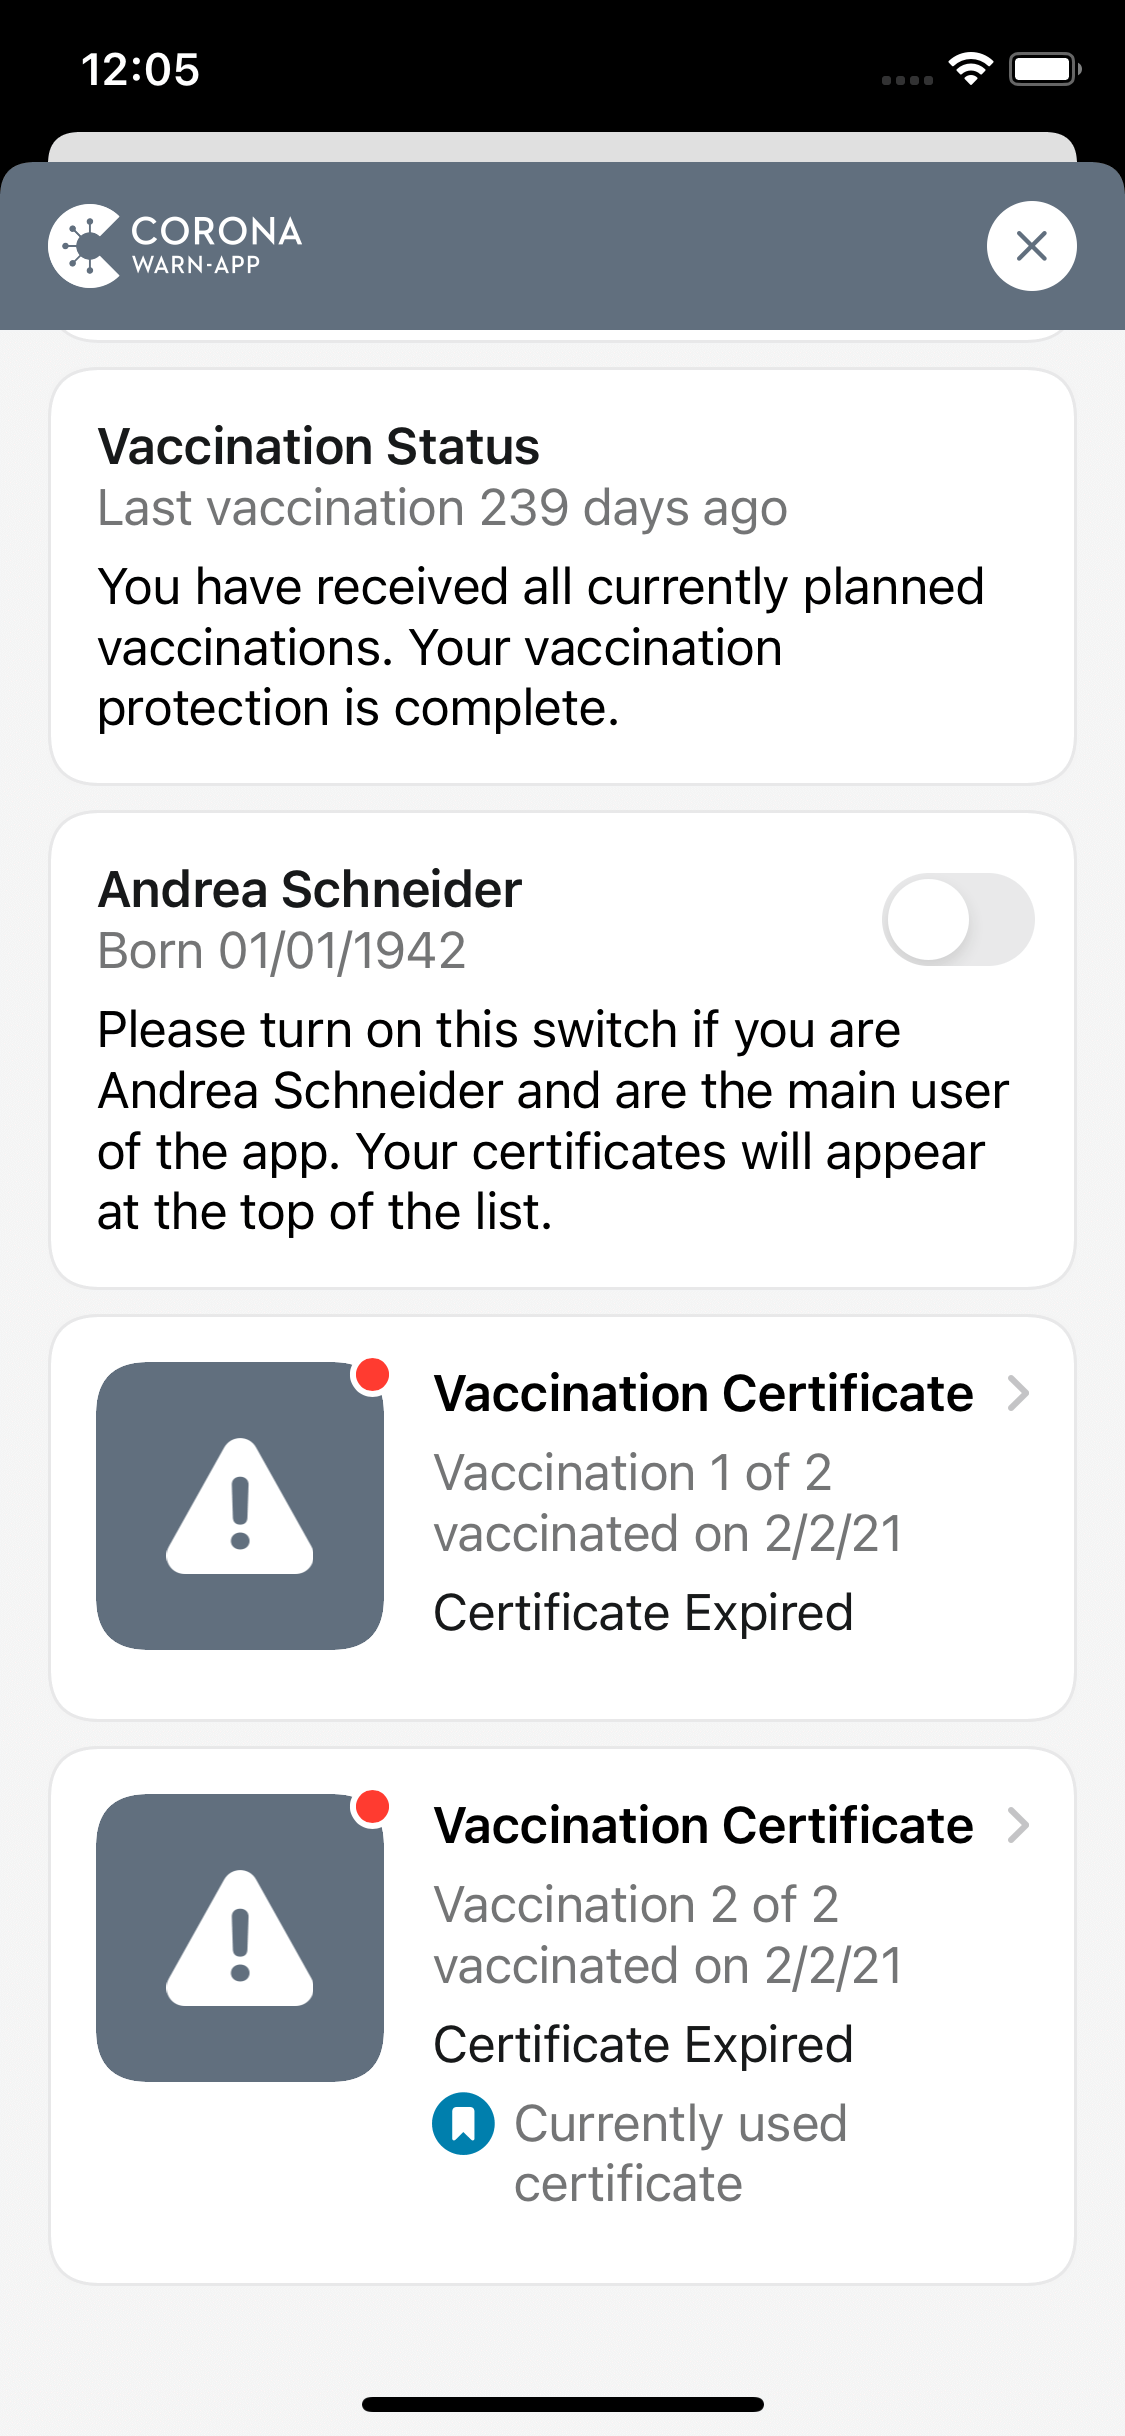 12:05
CORONA
WARN-APP
Vaccination Status
Last vaccination 239 days ago
You have received all currently planned
vaccinations. Your vaccination
protection is complete.
Andrea Schneider
Born 01/01/1942
Please turn on this switch if you are
Andrea Schneider and are the main user
of the app. Your certificates will appear
at the top of the list.
Vaccination Certificate
Vaccination 1 of 2
vaccinated on 2/2/21
Certificate Expired
Vaccination Certificate
Vaccination 2 of 2
vaccinated on 2/2/21
Certificate Expired
Currently used
certificate